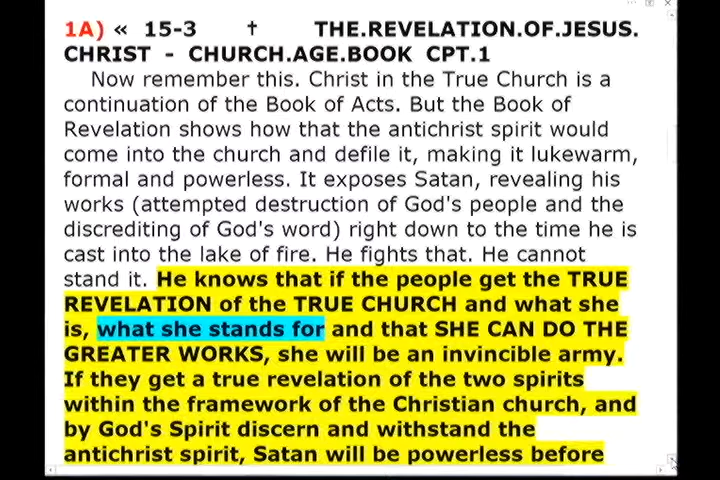 1A) « 15-3 † THE.REVELATION.OF.JESUS.
CHRIST - CHURCH.AGE.BOOK CPT.1
Now remember this. Christ in the True Church is a
continuation of the Book of Acts. But the Book of
Revelation shows how that the antichrist spirit would
come into the church and defile it, making it lukewarm,
formal and powerless. It exposes Satan, revealing his
works (attempted destruction of God's people and the
discrediting of God's word) right down to the time he is
cast into the lake of fire. He fights that. He cannot
stand it. He knows that if the people get the TRUE
REVELATION of the TRUE CHURCH and what she
is, what she stands for and that SHE CAN DO THE
GREATER WORKS, she will be an invincible army.
If they get a true revelation of the two spirits
within the framework of the Christian church, and
by God's Spirit discern and withstand the
antichrist spirit, Satan will be powerless before